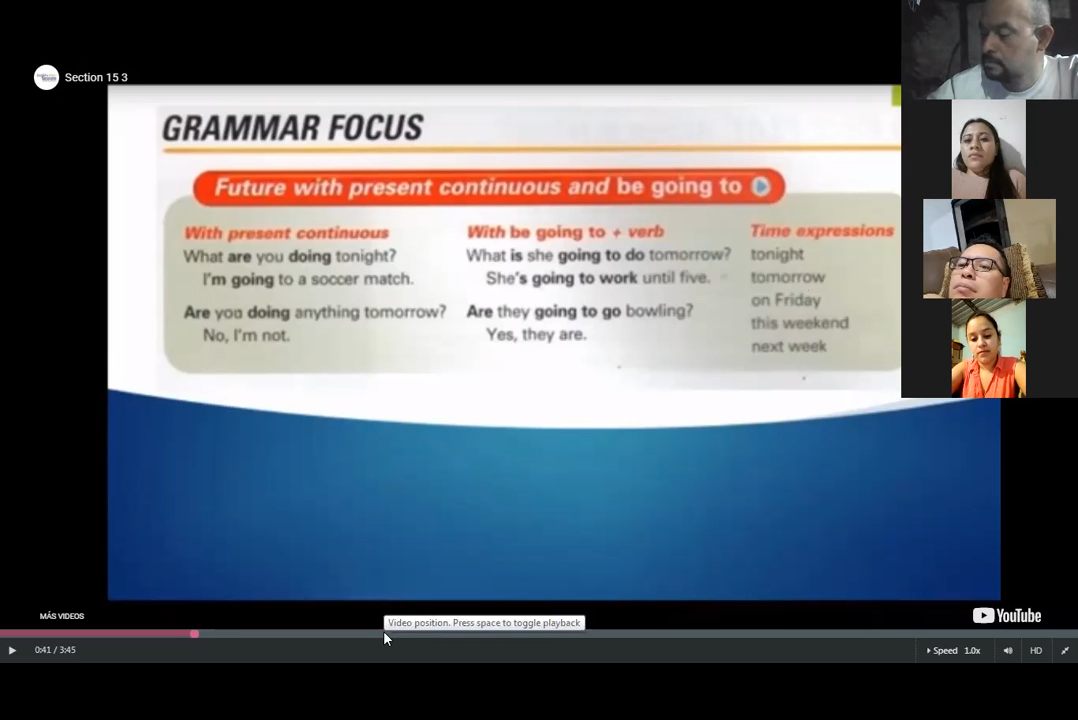 Section 15 3
GRAMMAR FOCUS
Future with present continuous and be going to
With present continuous
What are you doing tonight?
I'm going to a soccer match.
Are you doing anything tomorrow?
No, I'm not.
With be going to + verb
What is she going to do tomorrow?
She's going to work until five.
Are they going to go bowling?
Yes, they are.
Time expressions
tonight
tomorrow
on Friday
this weekend
next week
MÁS VIDEOS
Video position. Press space to toggle playback
YouTube
0:41 / 3:45
Speed 1.0x
HD